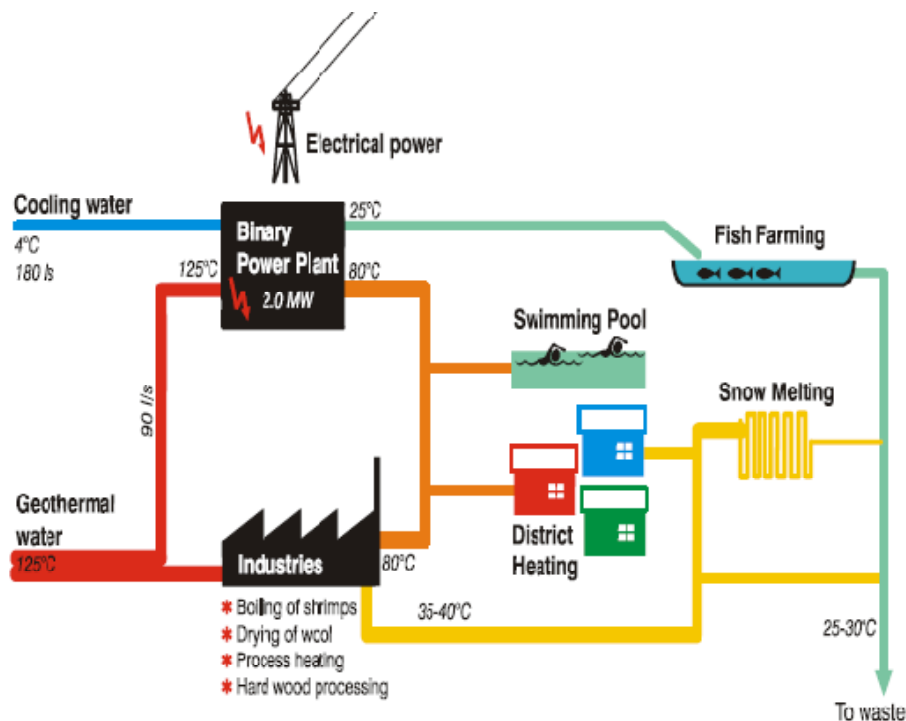 Electrical power
Cooling water
4°C
180 ls
25°C
Fish Farming
Binary
Power Plant
2.0 MW
125°C
80°C
Swimming Pool
Snow Melting
90 l/s
Geothermal
water
125°C
Industries
80°C
District
Heating
* Boiling of shrimps
* Drying of woof
* Process heating
* Hard wood processing
35-40°C
25-30°C
To waste